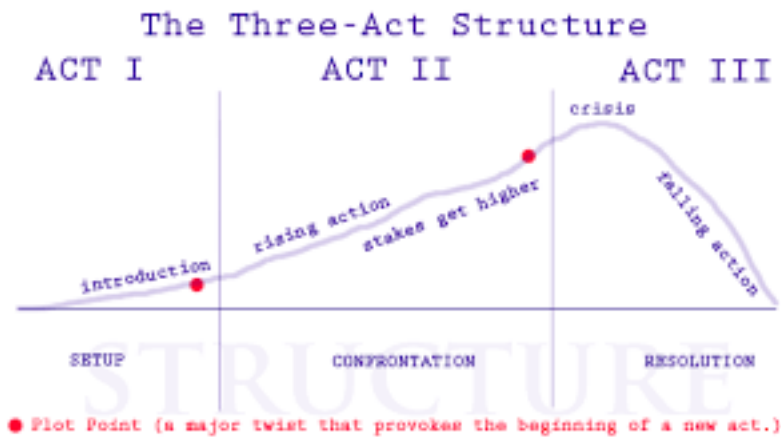 The Three-Act Structure
ACT I
ACT II
ACT III
crisis
rising action
stakes get higher
falling action
introduction
STRUCTURE
SETUP
CONFRONTATION
RESOLUTION
Plot Point (a major twist that provokes the beginning of a new act.)